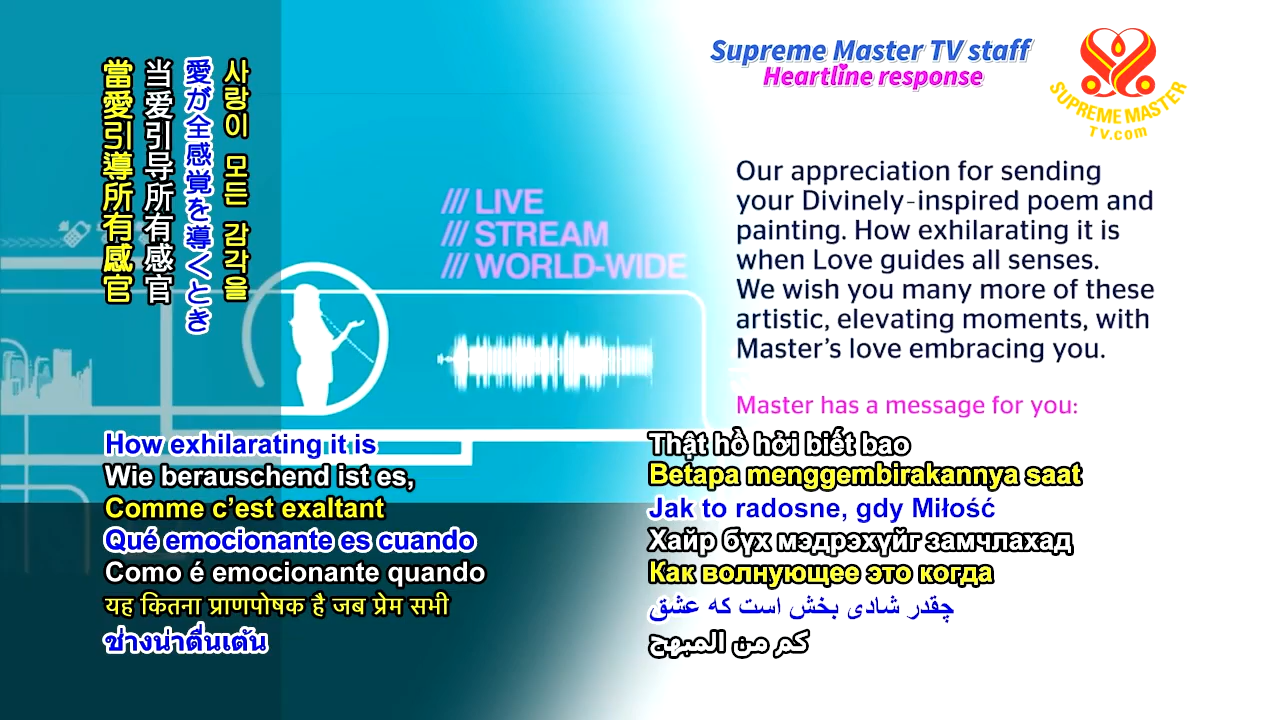 當愛引導所有感官
当爱引导所有感官
愛が全感覚を導くとき
사랑이 모든 감각을
/// LIVE
/// STREAM
/// WORLD-WIDE
Supreme Master TV staff
Heartline response
SUPREME MASTER
TV.com
Our appreciation for sending
your Divinely-inspired poem and
painting. How exhilarating it is
when Love guides all senses.
We wish you many more of these
artistic, elevating moments, with
Master's love embracing you.
Master has a message for you:
How exhilarating it is
Wie berauschend ist es,
Comme c’est exaltant
Qué emocionante es cuando
Como é emocionante quando
यह कितना प्राणपोषक है जब प्रेम सभी
ช่างน่าตื่นเต้น
Thật hồ hởi biết bao
Betapa menggembirakannya saat
Jak to radosne, gdy Miłość
Хайр бүх мэдрэхүйг замчлахад
Как волнующее это когда
چقدر شادی بخش است که عشق
كم من المبهج